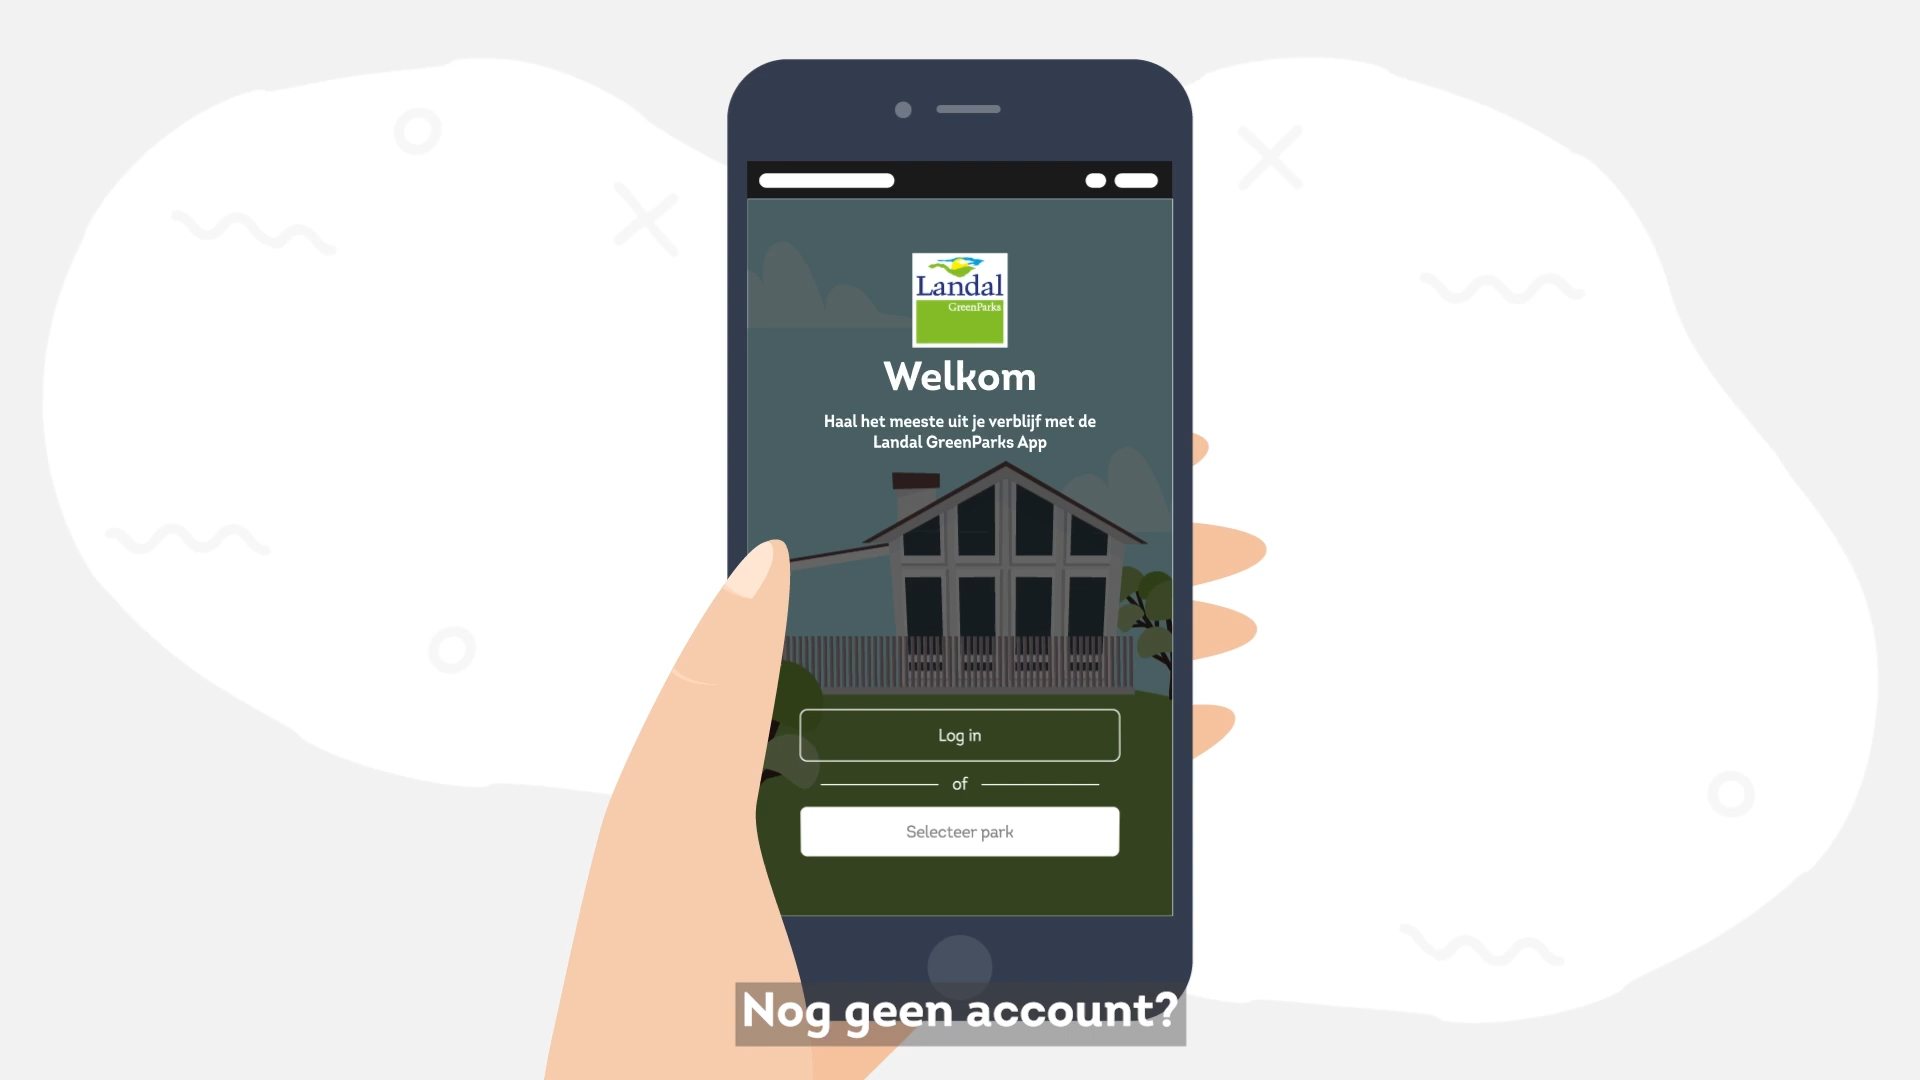 Landal
GreenParks
Welkom
Haal het meeste uit je verblijf met de
Landal GreenParks App
Log in
of
Selecteer park
Nog geen account?